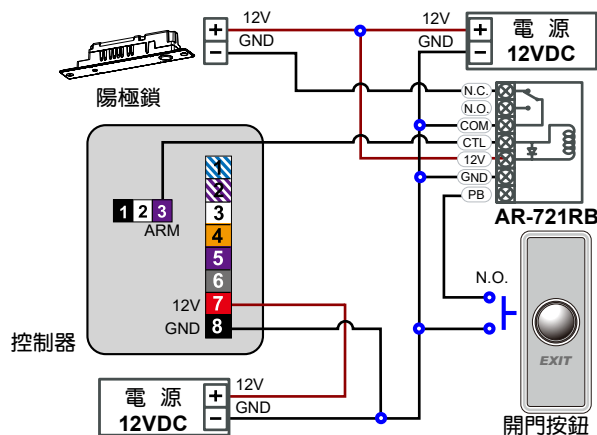 12V
GND
+
−
陽極鎖
12V
GND
+
−
電 源
12VDC
N.C.
N.O.
COM
CTL
12V
GND
PB
AR-721RB
1
2
3
4
5
6
7
8
1 2 3
ARM
12V
GND
控制器
N.O.
EXIT
開門按鈕
電 源
12VDC
+
−
12V
GND